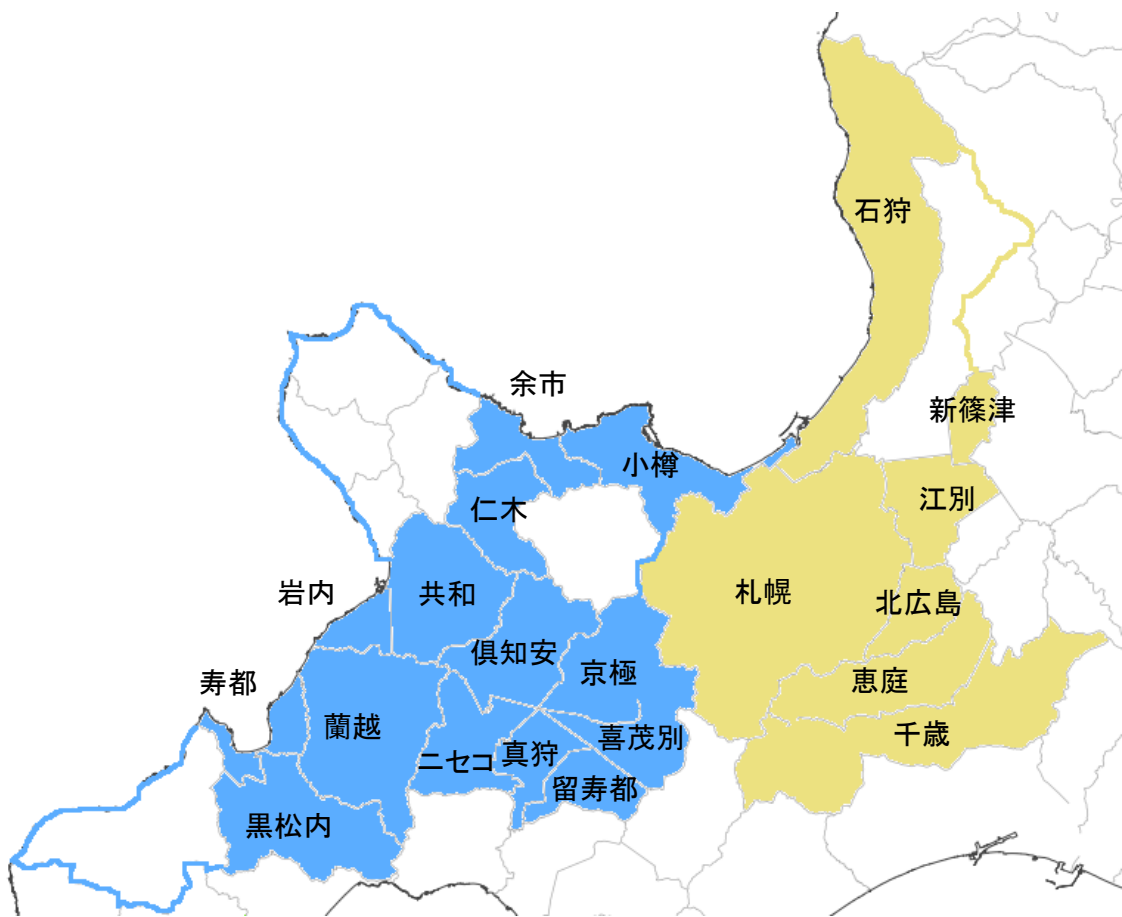 石狩
余市
新篠津
小樽
江別
仁木
札幌
北広島
岩内
共和
倶知安
京極
恵庭
寿都
蘭越
喜茂別
千歳
ニセコ
真狩
留寿都
黒松内